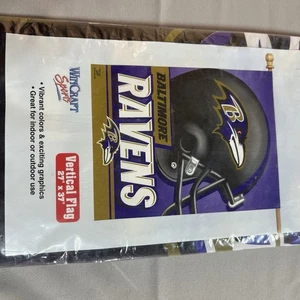 WINCRAFT
Sports
• Vibrant colors & exciting graphics
• Great for indoor or outdoor use
BALTIMORE
RAVENS
Vertical Flag
27" x 37"